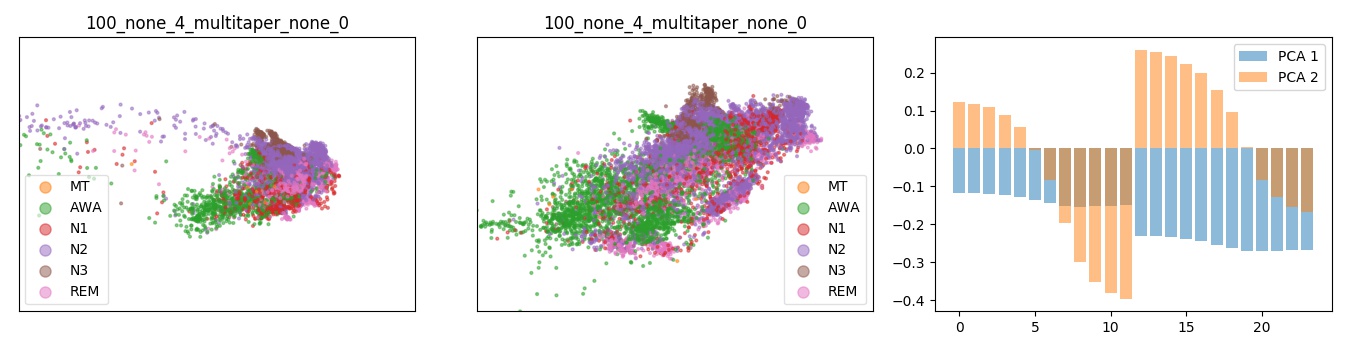 100_none_4_multitaper_none_0
MT
AWA
N1
N2
N3
REM
100_none_4_multitaper_none_0
MT
AWA
N1
N2
N3
REM
PCA 1
PCA 2
0.2
0.1
0.0
−0.1
−0.2
−0.3
−0.4
0 5 10 15 20